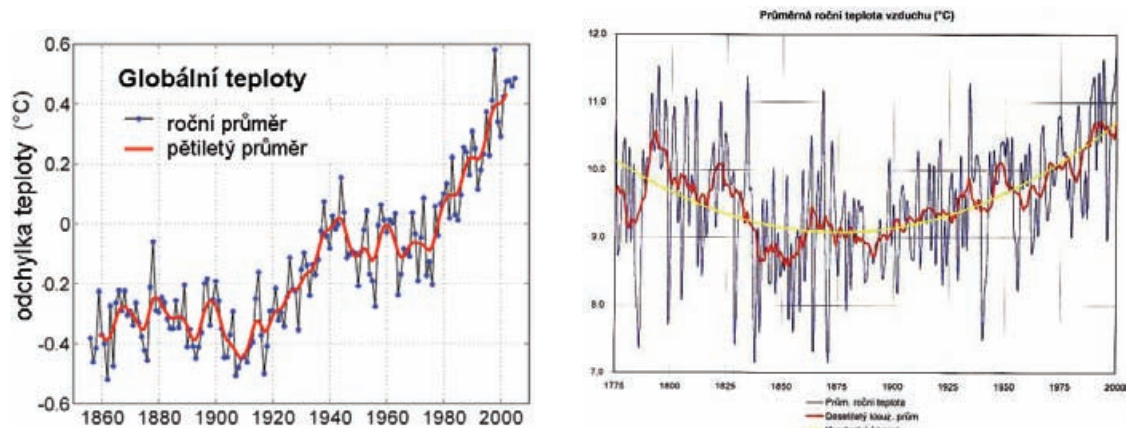 Globální teploty
roční průměr
pětiletý průměr
odchylka teploty (°C)
0.6
0.4
0.2
0
-0.2
-0.4
-0.6
1860 1880 1900 1920 1940 1960 1980 2000
Průměrná roční teplota vzduchu (°C)
12.0
11.0
10.0
9.0
8.0
7.0
1775 1800 1825 1850 1875 1900 1925 1950 1975 2000
Prům. roční teplota
Desetiletý klouz. prům